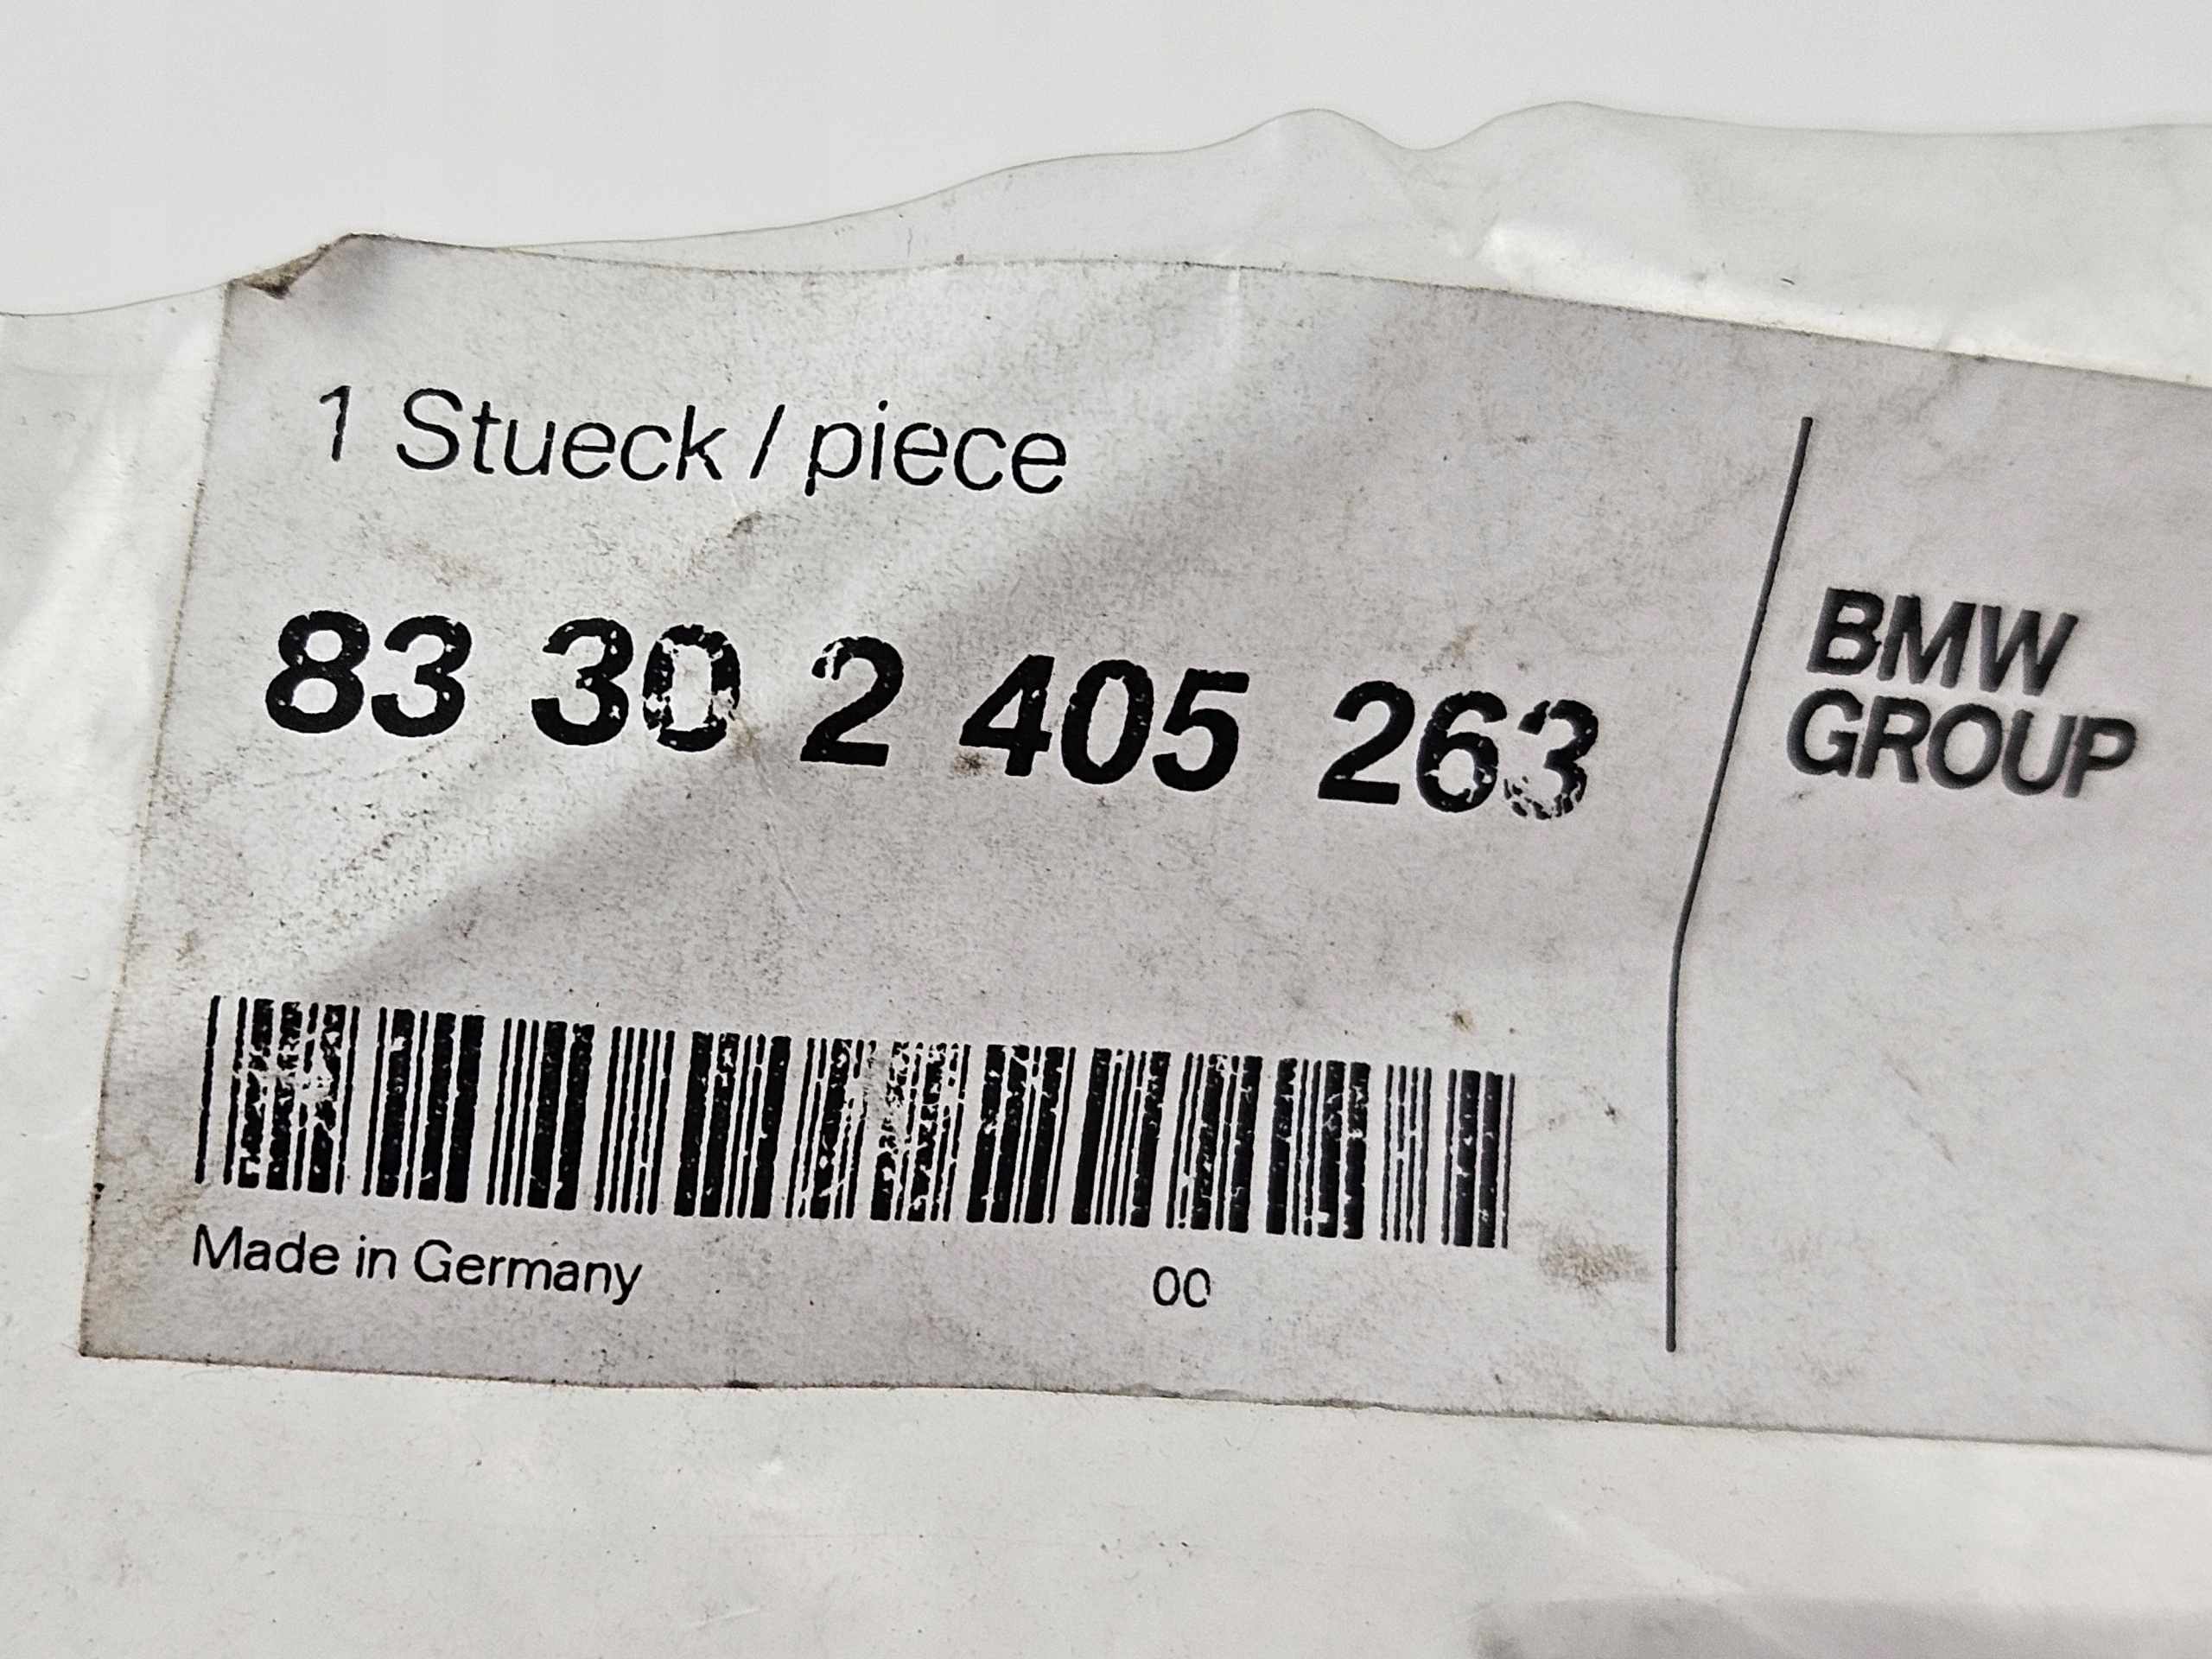 1 Stueck / piece
83 30 2 405 263
BMW
GROUP
Made in Germany 00